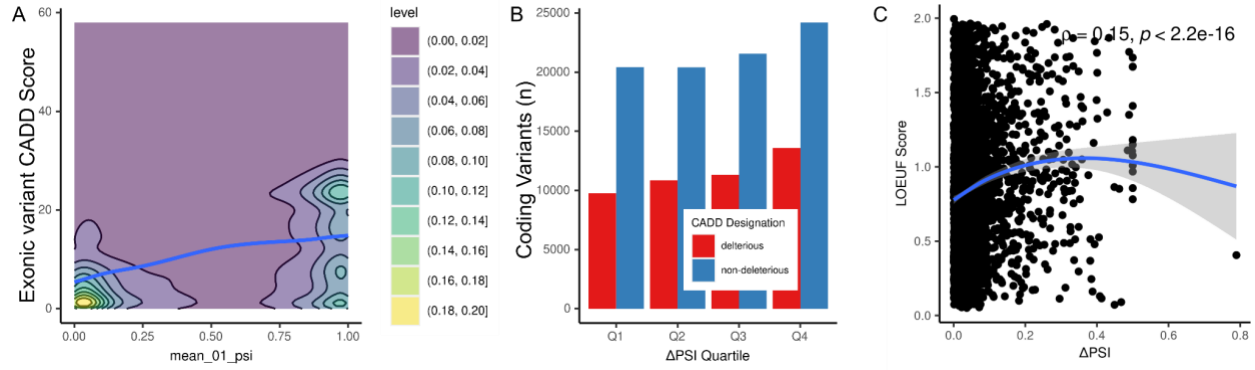 A
Exonic variant CADD Score
60
40
20
0
0.00
0.25
0.50
0.75
1.00
mean_01_psi
level
(0.00, 0.02]
(0.02, 0.04]
(0.04, 0.06]
(0.06, 0.08]
(0.08, 0.10]
(0.10, 0.12]
(0.12, 0.14]
(0.14, 0.16]
(0.16, 0.18]
(0.18, 0.20]
B
Coding Variants (n)
25000
20000
15000
10000
5000
0
Q1
Q2
Q3
Q4
ΔPSI Quartile
CADD Designation
delterious
non-deleterious
C
LOEUF Score
2.0
1.5
1.0
0.5
0.0
0.0
0.2
0.4
0.6
0.8
ΔPSI
ρ = 0.15, p < 2.2e-16